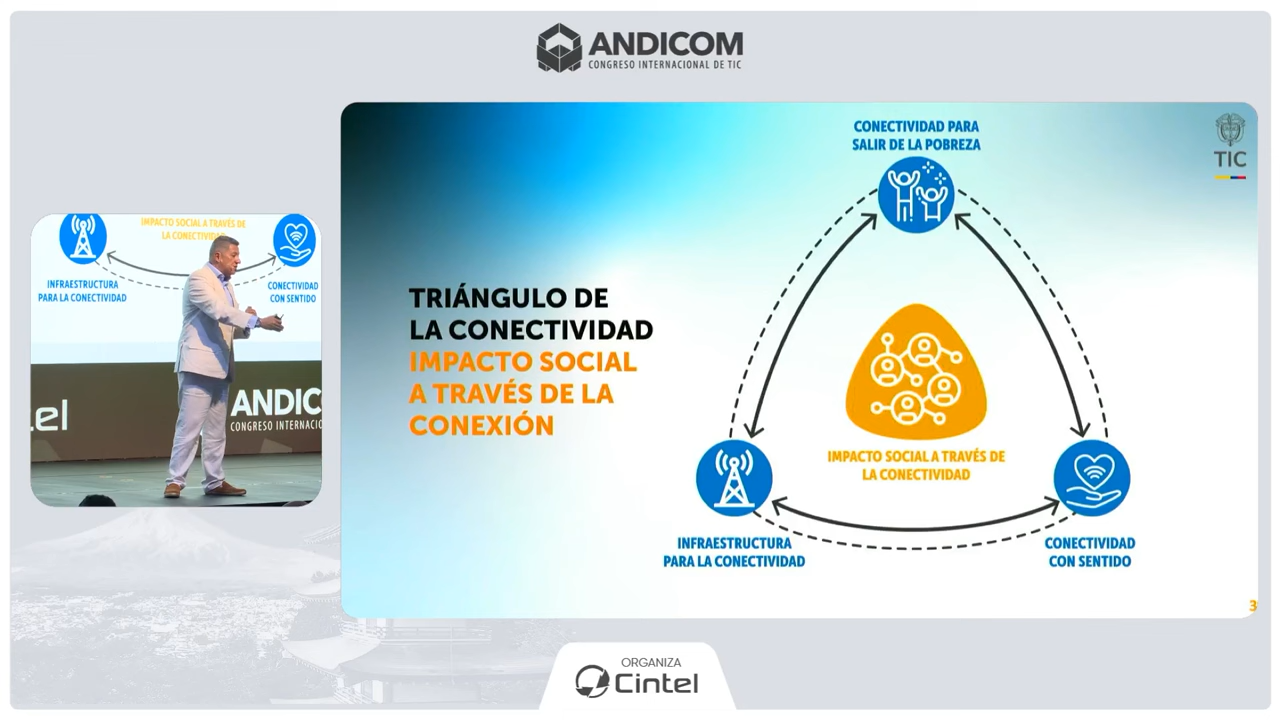 ANDICOM
CONGRESO INTERNACIONAL DE TIC
CONECTIVIDAD PARA
SALIR DE LA POBREZA
TIC
TRIÁNGULO DE
LA CONECTIVIDAD
IMPACTO SOCIAL
A TRAVÉS DE LA
CONEXIÓN
IMPACTO SOCIAL A TRAVÉS DE
LA CONECTIVIDAD
INFRAESTRUCTURA
PARA LA CONECTIVIDAD
CONECTIVIDAD
CON SENTIDO
3
IMPACTO SOCIAL A TRAVÉS DE
LA CONECTIVIDAD
INFRAESTRUCTURA
PARA LA CONECTIVIDAD
CONECTIVIDAD
CON SENTIDO
tel
ANDIC
CONGRESO INTERNACIO
ORGANIZA
Cintel